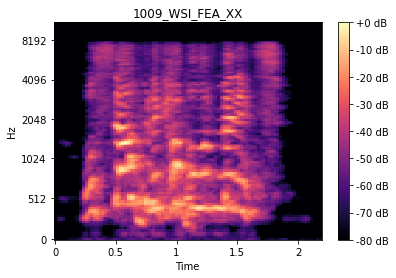 1009_WSI_FEA_XX
Hz
8192
4096
2048
1024
512
0
0
0.5
1
1.5
2
Time
+0 dB
-10 dB
-20 dB
-30 dB
-40 dB
-50 dB
-60 dB
-70 dB
-80 dB